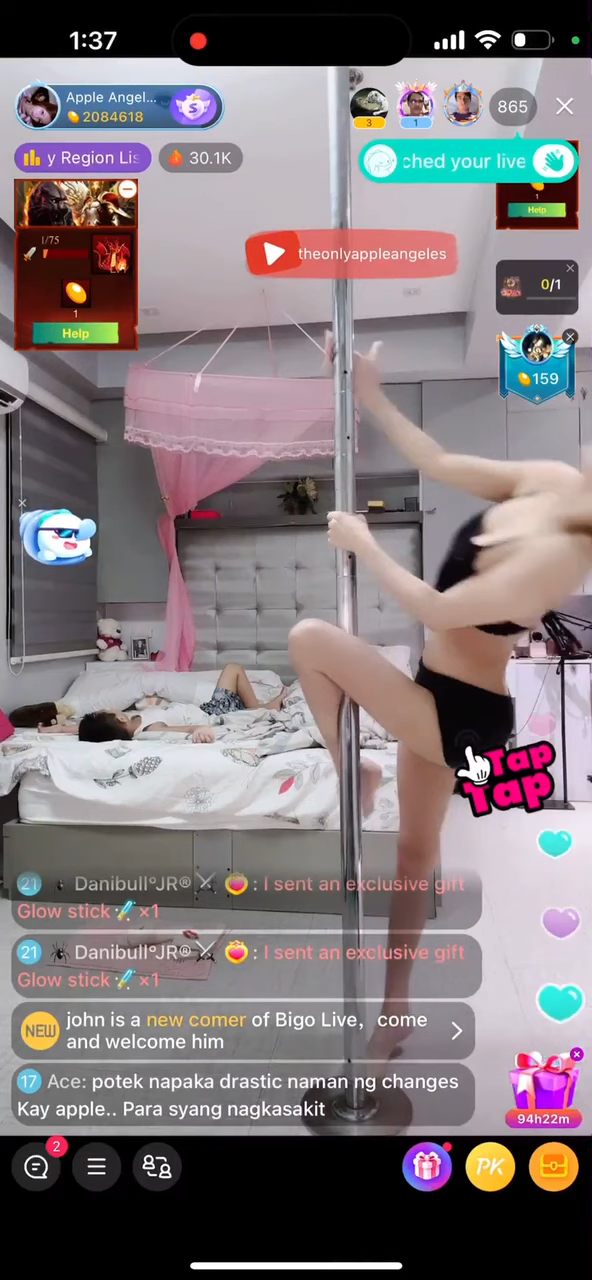 1:37
Apple Angel...
S
2084618
3
1
865
y Region Lis
30.1K
ched your live
1
Help
1/75
1
Help
theonlyappleangeles
0/1
159
Tap
Tap
21 Danibull°JR®⚔ : I sent an exclusive gift
Glow stick ×1
21 Danibull°JR®⚔ : I sent an exclusive gift
Glow stick ×1
NEW john is a new comer of Bigo Live, come
and welcome him
17 Ace: potek napaka drastic naman ng changes
Kay apple.. Para syang nagkasakit
94h22m
2
PK